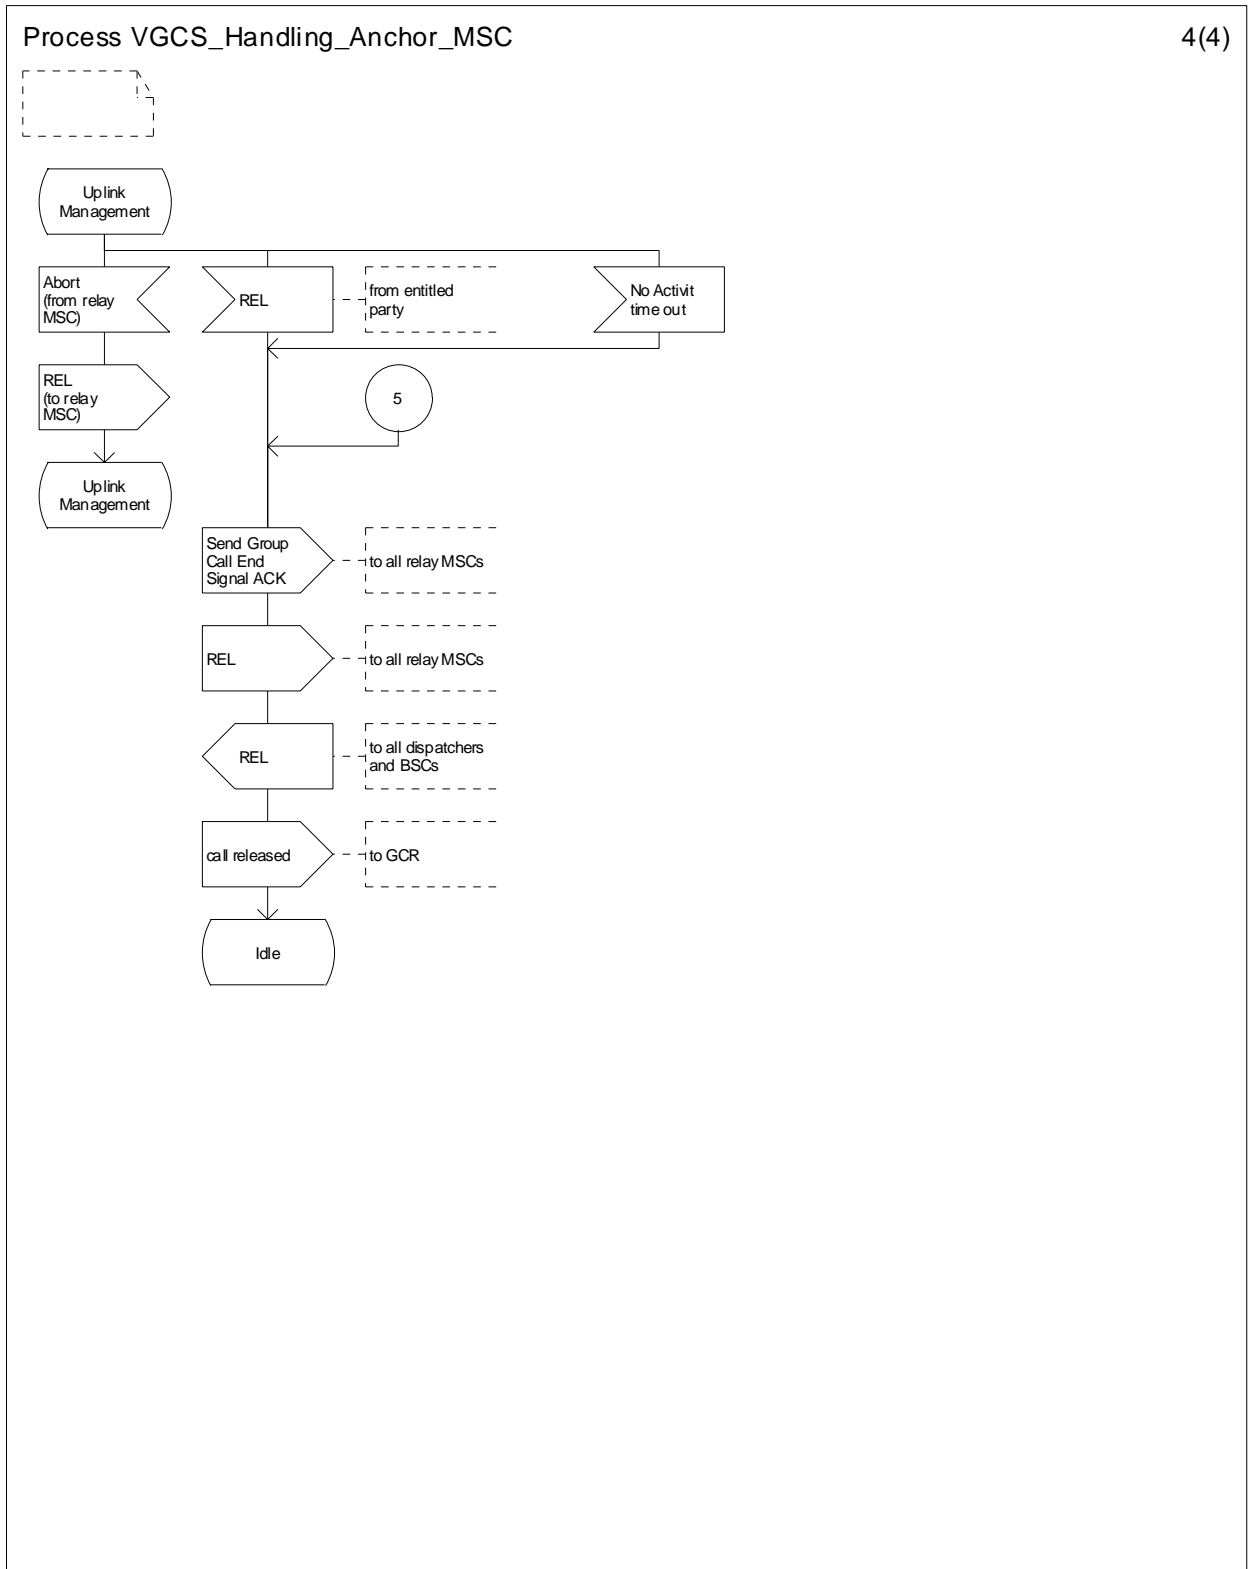 Process VGCS_Handling_Anchor_MSC
4(4)
Uplink
Management
Abort
(from relay
MSC)
REL
from entitled
party
No Activit
time out
REL
(to relay
MSC)
5
Uplink
Management
Send Group
Call End
Signal ACK
to all relay MSCs
REL
to all relay MSCs
REL
to all dispatchers
and BSCs
call released
to GCR
Idle